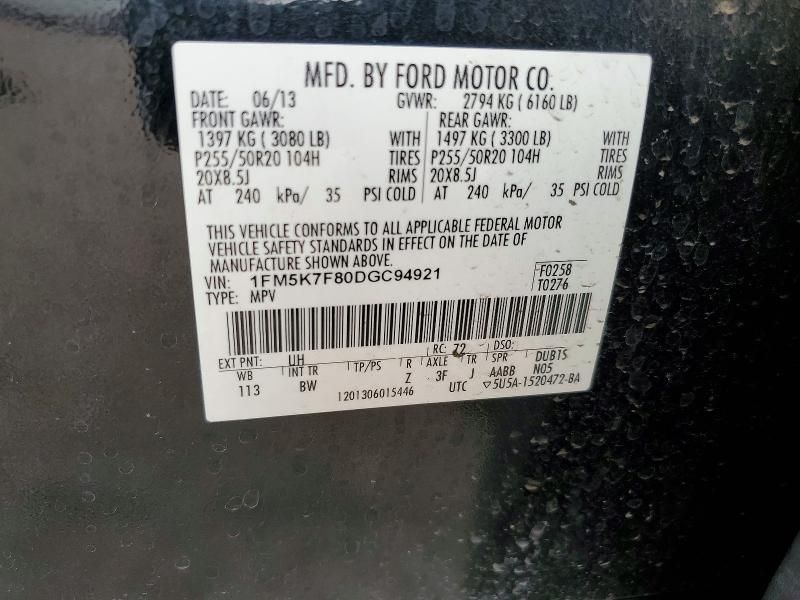 MFD. BY FORD MOTOR CO.
DATE: 06/13 GVWR: 2794 KG ( 6160 LB)
FRONT GAWR: REAR GAWR:
1397 KG ( 3080 LB) WITH 1497 KG ( 3300 LB) WITH
P255/50R20 104H TIRES P255/50R20 104H TIRES
20X8.5J RIMS 20X8.5J RIMS
AT 240 kPa/ 35 PSI COLD AT 240 kPa/ 35 PSI COLD
THIS VEHICLE CONFORMS TO ALL APPLICABLE FEDERAL MOTOR
VEHICLE SAFETY STANDARDS IN EFFECT ON THE DATE OF
MANUFACTURE SHOWN ABOVE.
VIN: 1FM5K7F80DGC94921 F0258
TYPE: MPV T0276
EXT PNT: UH RC: 72 DSO:
WB INT TR TP/PS R AXLE TR SPR DUBTS
113 BW Z 3F J AABB N05
1201306015446 UTC ▽5U5A-1520472-BA